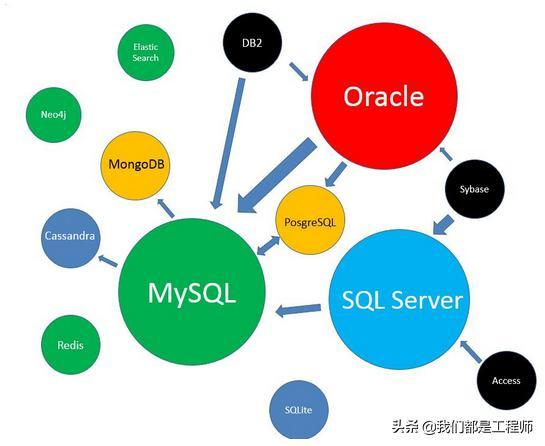 Elastic
Search
DB2
Oracle
Neo4j
MongoDB
Sybase
PosgreSQL
Cassandra
MySQL
SQL Server
Redis
Access
SQLite
头条 @我们都是工程师